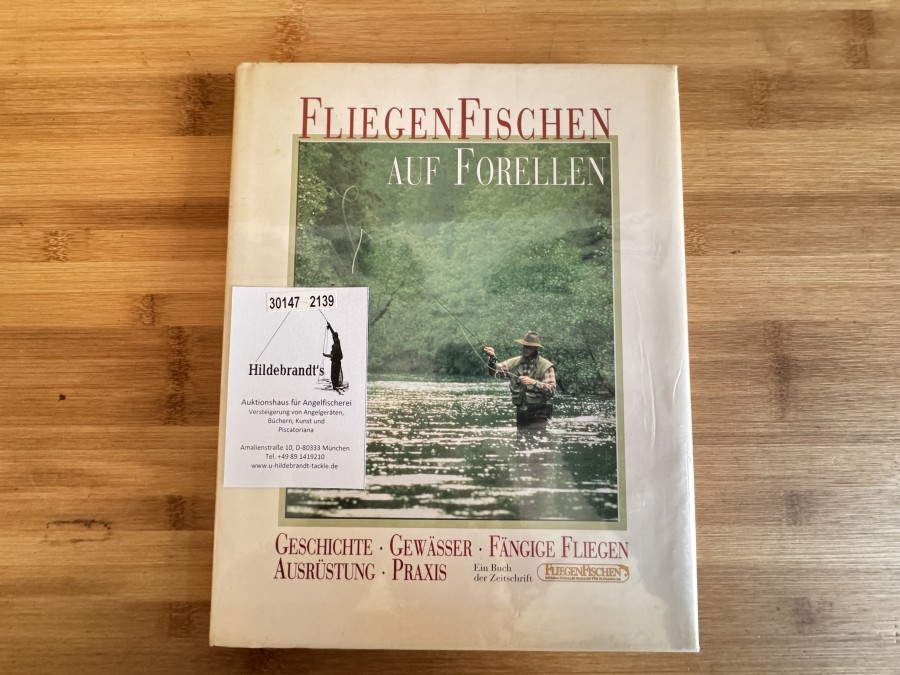 FLIEGENFISCHEN
AUF FORELLEN
30147 2139
Hildebrandt's
Auktionshaus für Angelfischerei
Versteigerung von Angelgeräten,
Büchern, Kunst und
Piscatoriana
Amalienstraße 10, D-80333 München
Tel. +49 89 1419210
www.u-hildebrandt-tackle.de
GESCHICHTE · GEWÄSSER · FÄNGIGE FLIEGEN
AUSRÜSTUNG · PRAXIS
Ein Buch
der Zeitschrift
FLIEGENFISCHEN